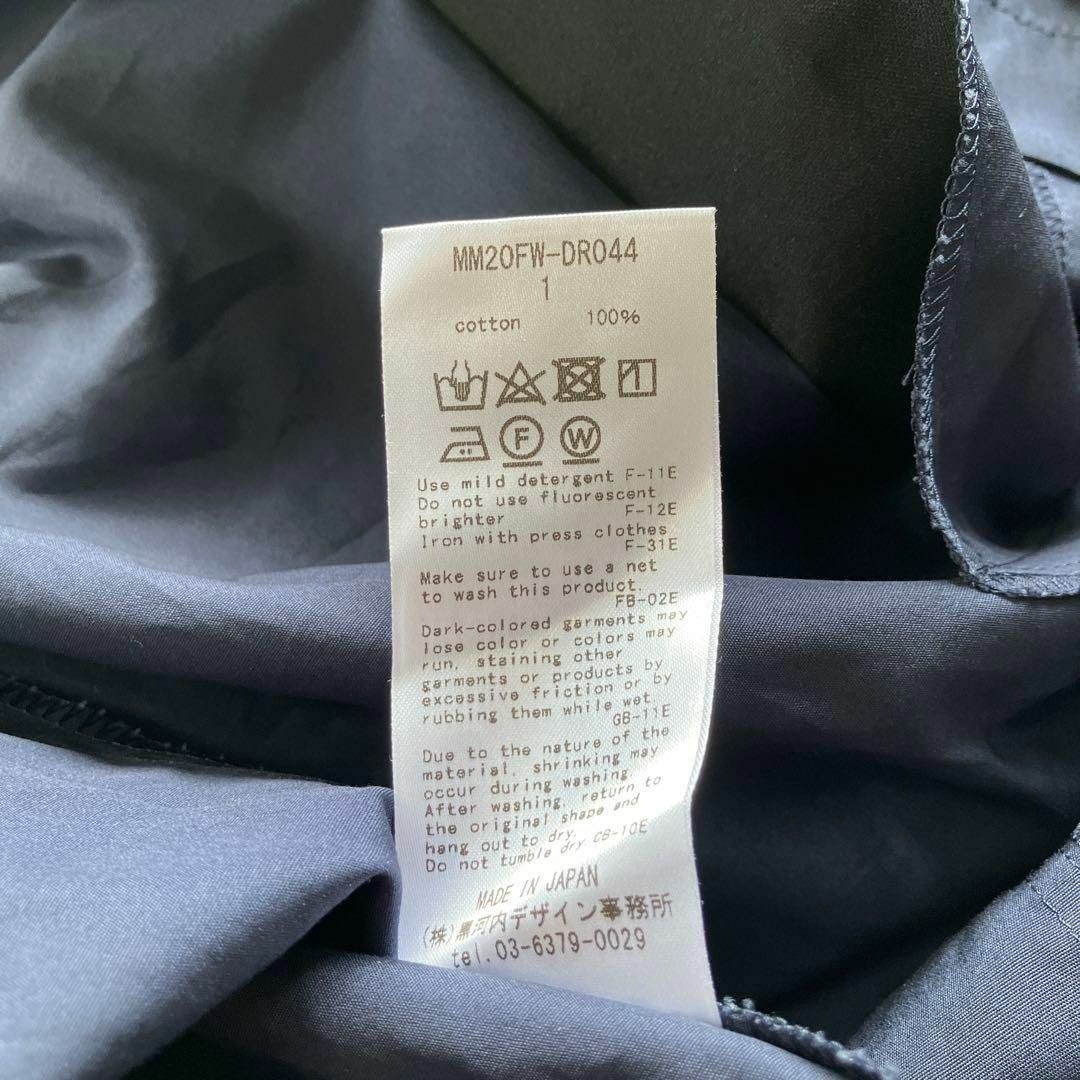 MM20FW-DR044
1
cotton 100%
F W
Use mild detergent F-11E
Do not use fluorescent
brighter F-12E
Iron with press clothes.
F-31E
Make sure to use a net
to wash this product.
FB-02E
Dark-colored garments may
lose color or colors may
run, staining other
garments or products by
excessive friction or by
rubbing them while wet.
GB-11E
Due to the nature of the
material, shrinking may
occur during washing.
After washing, return to
the original shape and
hang out to dry.
Do not tumble dry. CB-10E
MADE IN JAPAN
(株)黒河内デザイン事務所
tel.03-6379-0029